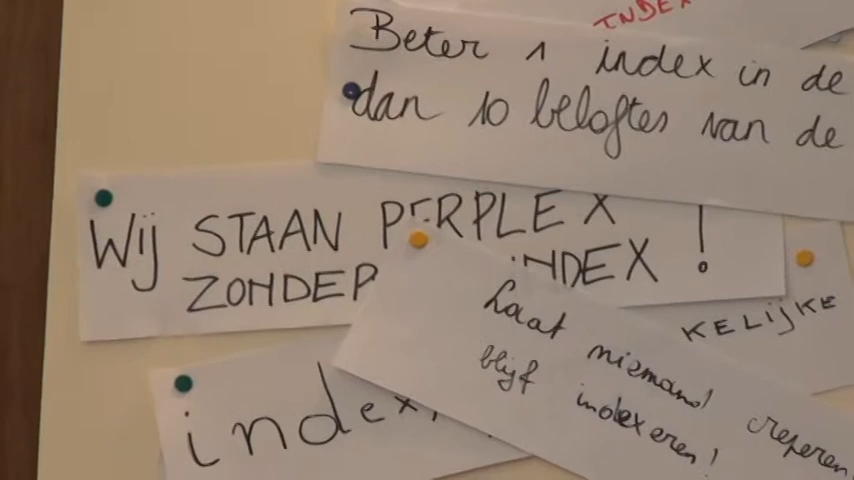 INDEX
Beter 1 index in de
dan 10 beloftes van de
Wij STAAN PERPLEX !
ZONDER INDEX
KELIJKE
Laat niemand creperen
blijf indexeren!
index,